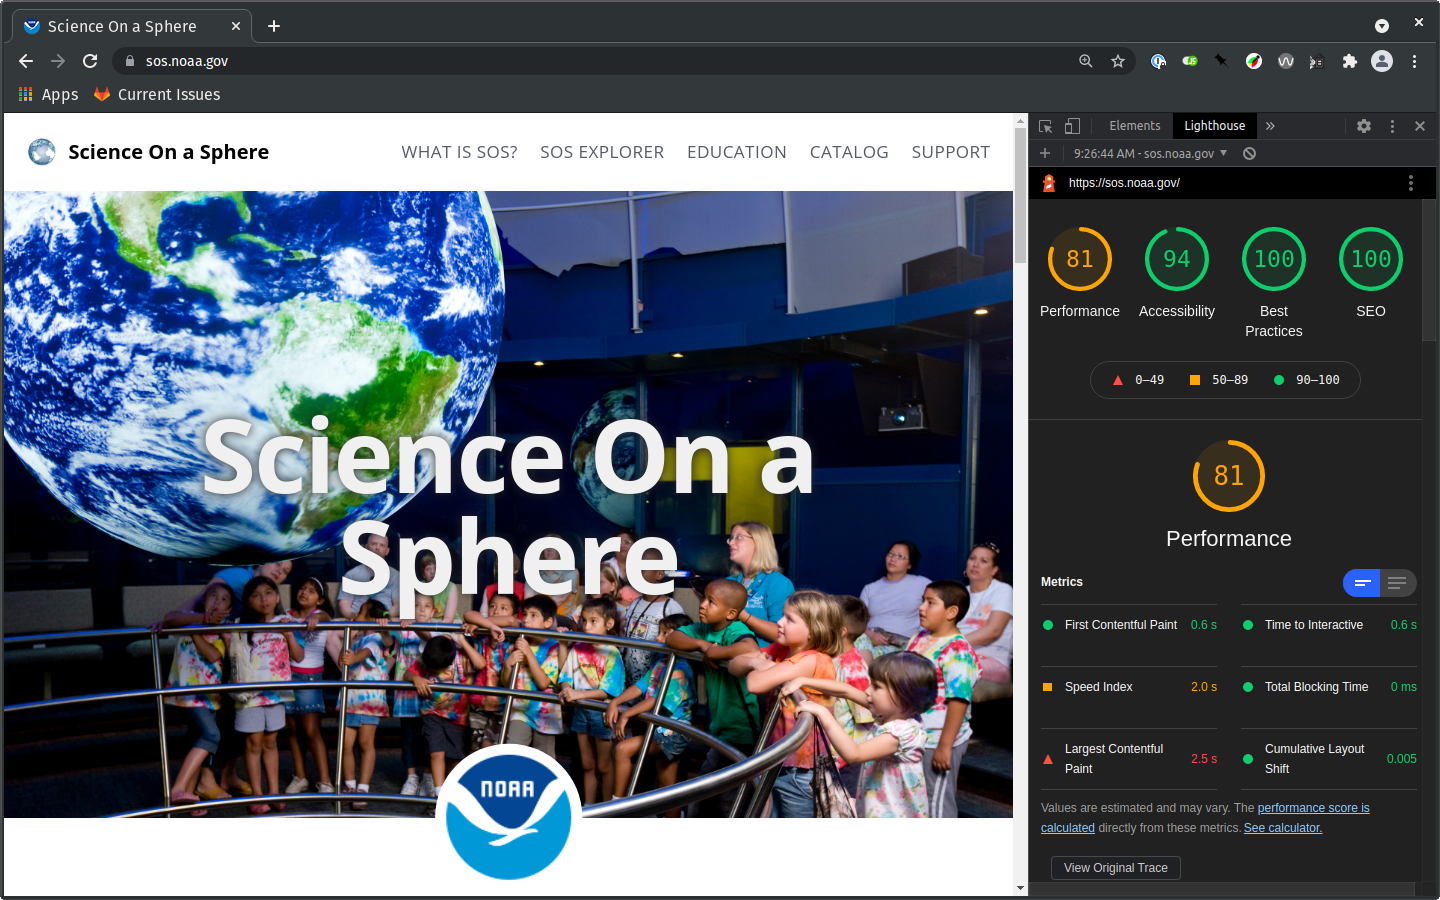 Science On a Sphere
sos.noaa.gov
Apps
Current Issues
Science On a Sphere
WHAT IS SOS?
SOS EXPLORER
EDUCATION
CATALOG
SUPPORT
Science On a
Sphere
NOAA
Elements
Lighthouse
9:26:44 AM - sos.noaa.gov
https://sos.noaa.gov/
81
94
100
100
Performance
Accessibility
Best
Practices
SEO
0–49
50–89
90–100
81
Performance
Metrics
First Contentful Paint
0.6 s
Time to Interactive
0.6 s
Speed Index
2.0 s
Total Blocking Time
0 ms
Largest Contentful
Paint
2.5 s
Cumulative Layout
Shift
0.005
Values are estimated and may vary. The performance score is
calculated directly from these metrics. See calculator.
View Original Trace